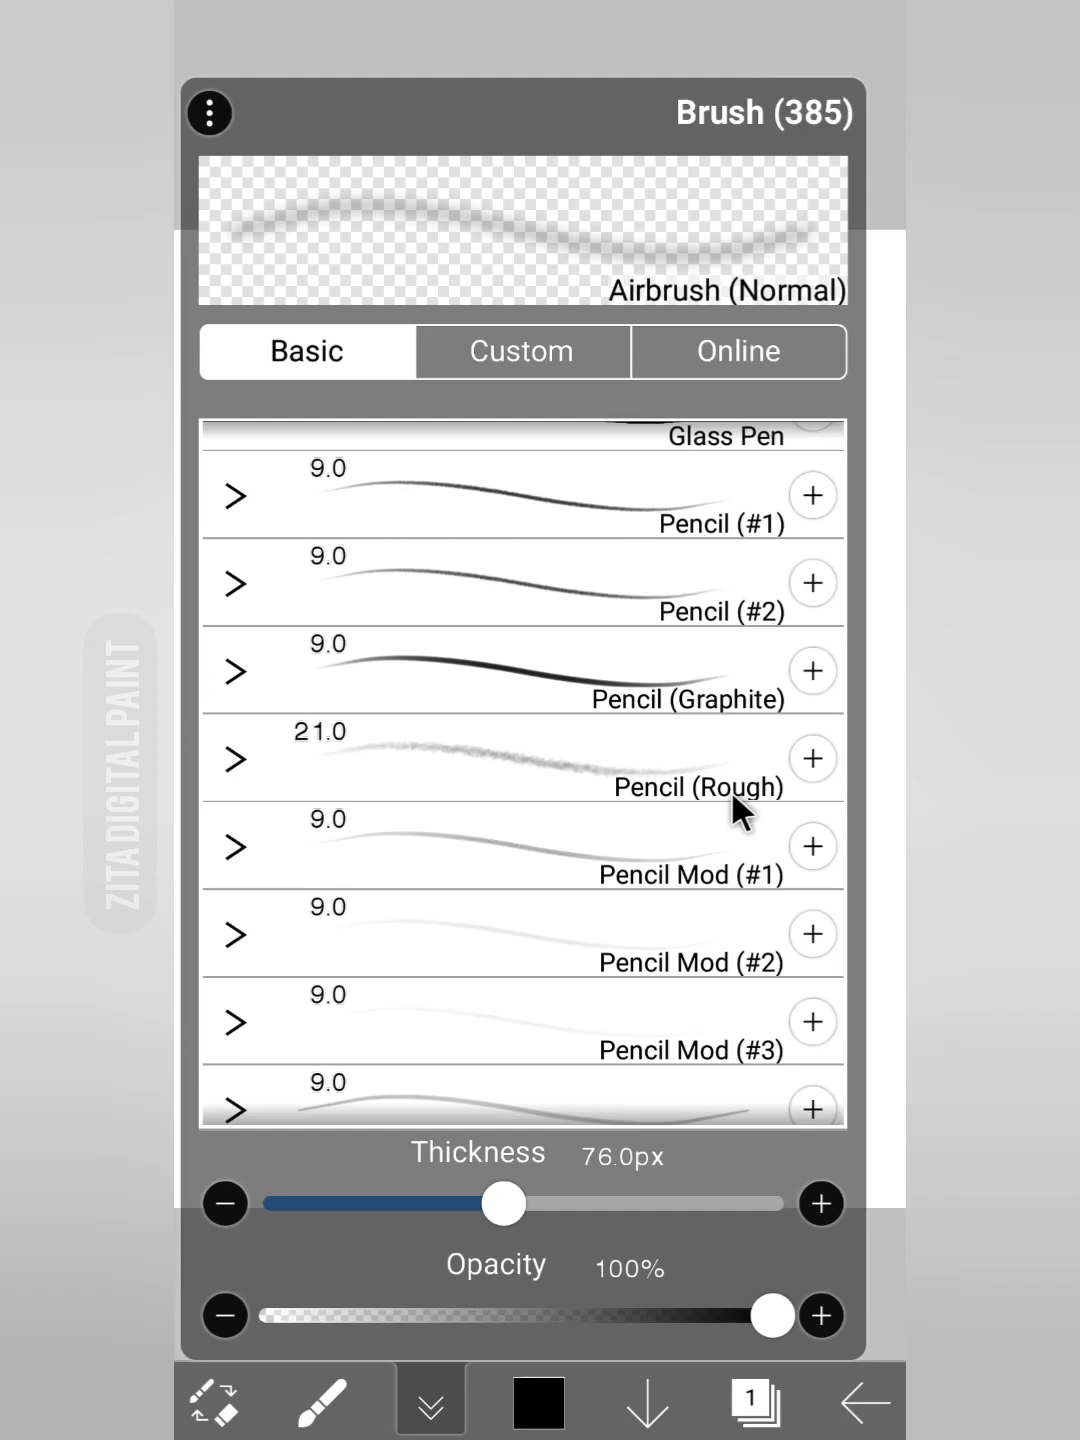 Brush (385)
Airbrush (Normal)
Basic
Custom
Online
Glass Pen
9.0
Pencil (#1)
9.0
Pencil (#2)
9.0
Pencil (Graphite)
21.0
Pencil (Rough)
9.0
Pencil Mod (#1)
9.0
Pencil Mod (#2)
9.0
Pencil Mod (#3)
9.0
Thickness 76.0px
Opacity 100%
1
ZITA DIGITAL PAINT